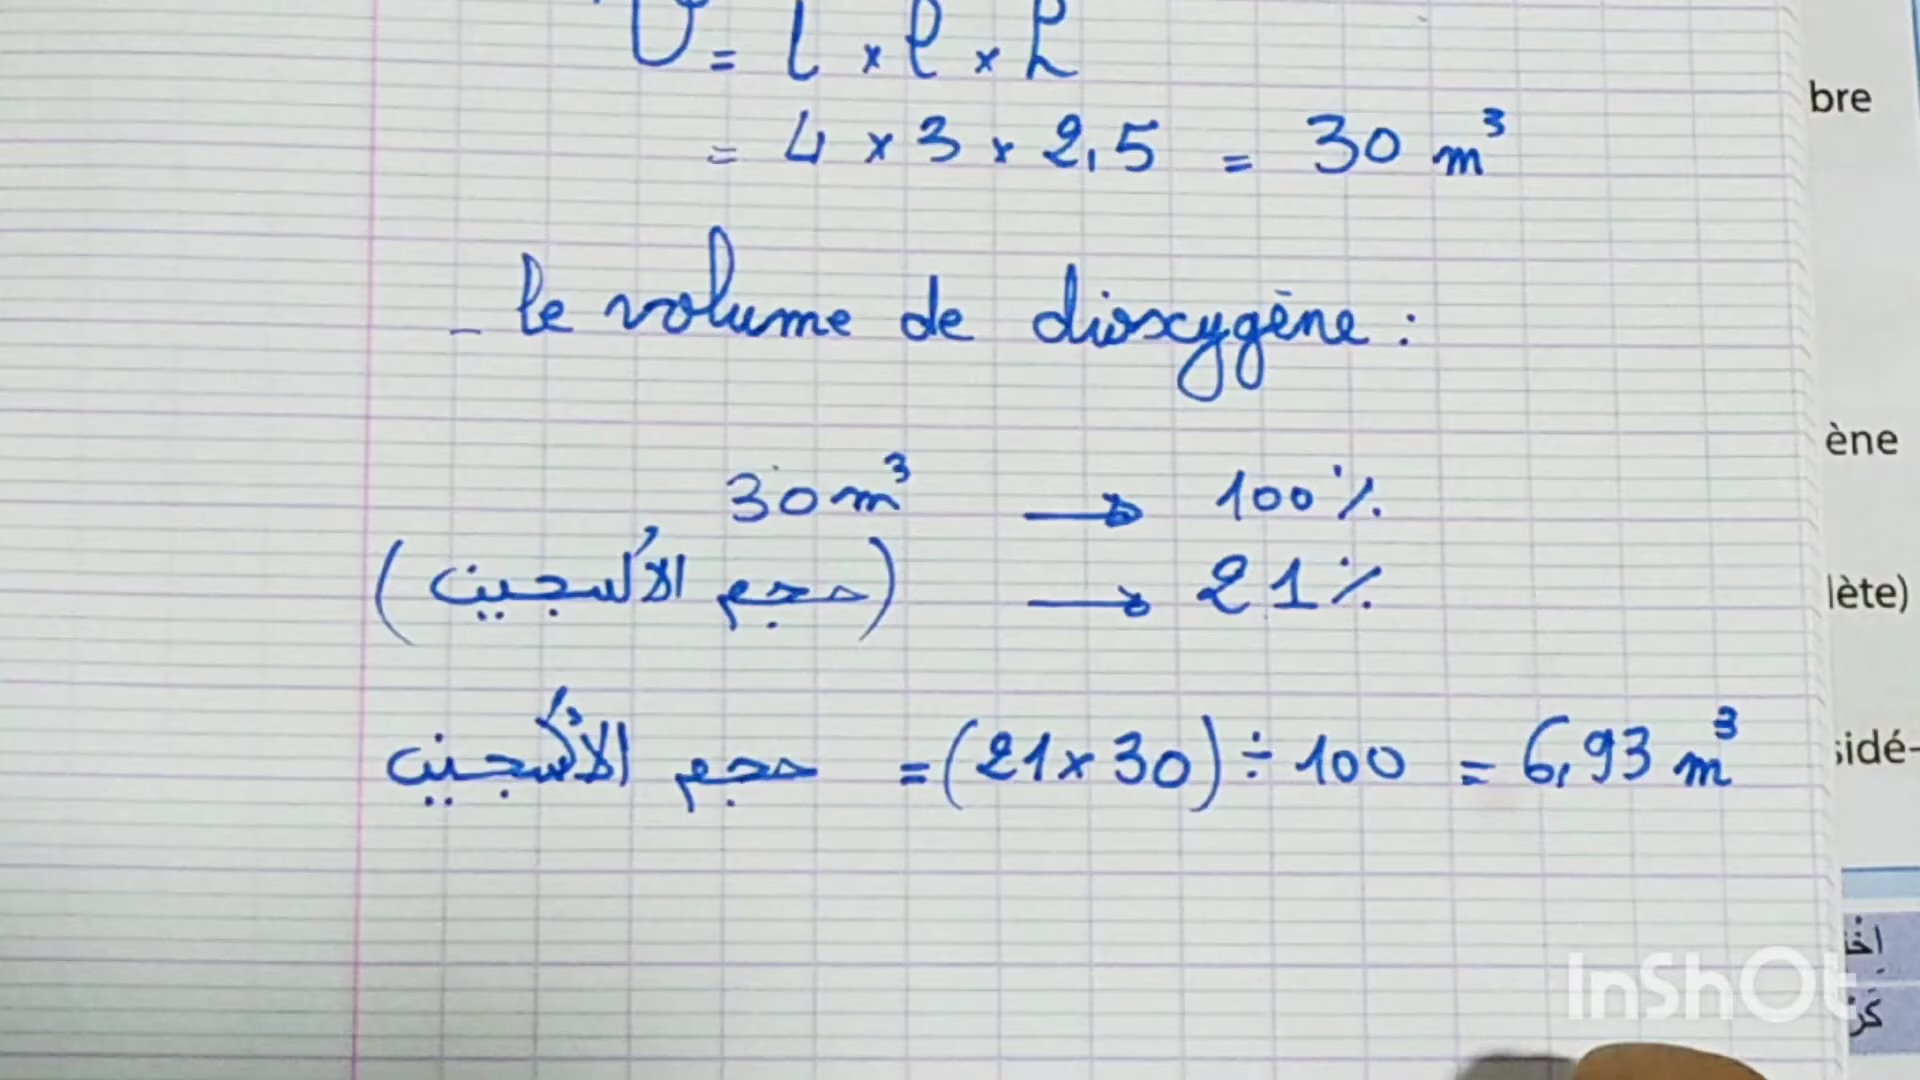 V = L × l × h
= 4 × 3 × 2,5 = 30 m³
- le volume de dioxygène :
30 m³ → 100 %
(حجم الأكسجين) → 21 %
حجم الأكسجين = (21 × 30) ÷ 100 = 6,93 m³
bre
ène
lète)
sidé-
InShOt